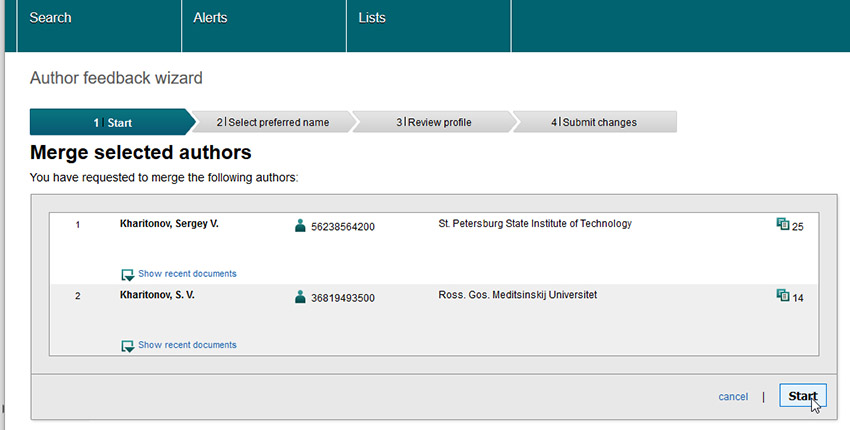 Search Alerts Lists
Author feedback wizard
1 | Start 2 | Select preferred name 3 | Review profile 4 | Submit changes
Merge selected authors
You have requested to merge the following authors:
1 Kharitonov, Sergey V. 56238564200 St. Petersburg State Institute of Technology 25
Show recent documents
2 Kharitonov, S. V. 36819493500 Ross. Gos. Meditsinskij Universitet 14
Show recent documents
cancel | Start